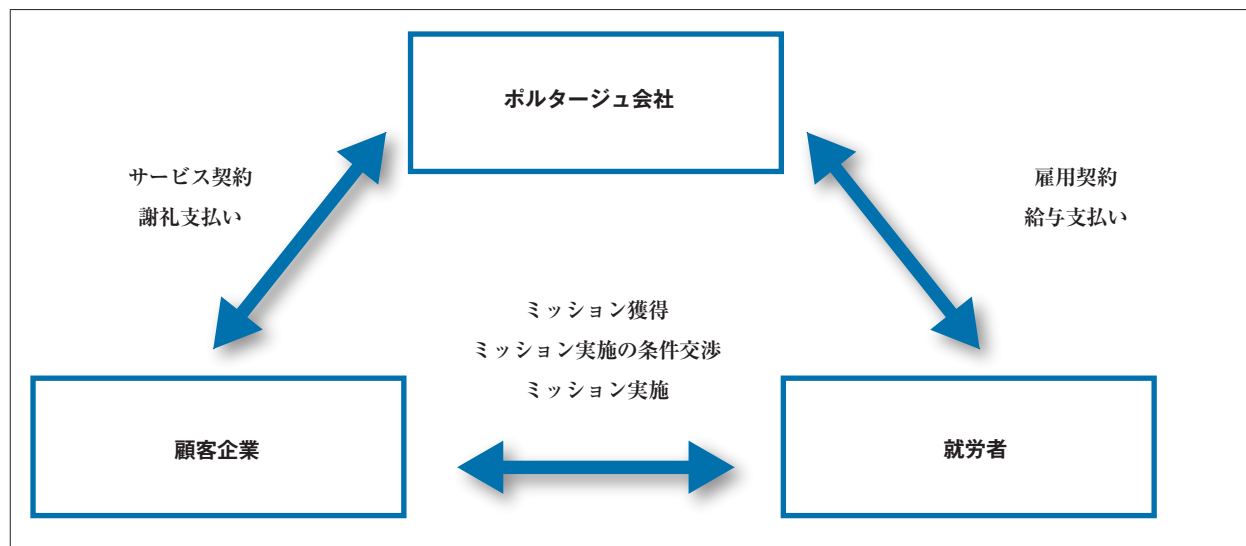 ポルタージュ会社
サービス契約
謝礼支払い
雇用契約
給与支払い
ミッション獲得
ミッション実施の条件交渉
ミッション実施
顧客企業
就労者